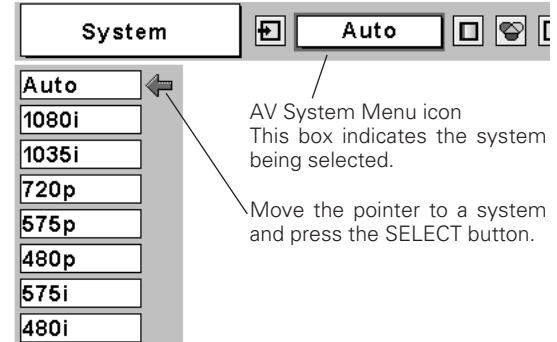 System
Auto
Auto
1080i
1035i
720p
575p
480p
575i
480i
AV System Menu icon
This box indicates the system
being selected.
Move the pointer to a system
and press the SELECT button.